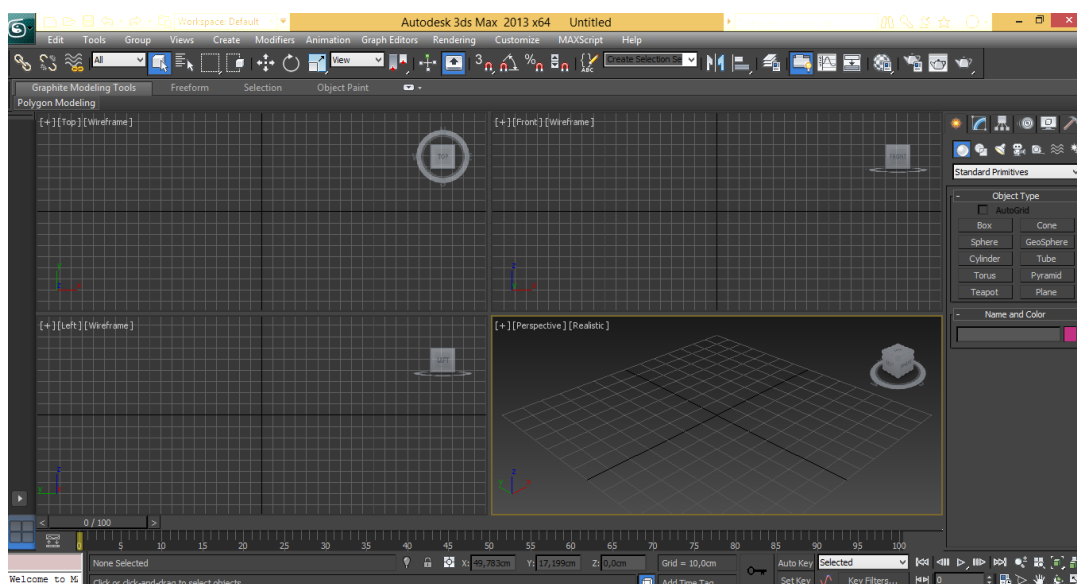 Workspace: Default
Autodesk 3ds Max 2013 x64 Untitled
Edit Tools Group Views Create Modifiers Animation Graph Editors Rendering Customize MAXScript Help
All View Create Selection Se
Graphite Modeling Tools Freeform Selection Object Paint
Polygon Modeling
[+][Top][Wireframe]
TOP
[+][Front][Wireframe]
FRONT
[+][Left][Wireframe]
LEFT
[+][Perspective][Realistic]
Standard Primitives
- Object Type
AutoGrid
Box Cone
Sphere GeoSphere
Cylinder Tube
Torus Pyramid
Teapot Plane
- Name and Color
< 0 / 100 >
0 5 10 15 20 25 30 35 40 45 50 55 60 65 70 75 80 85 90 95 100
None Selected X: 49,783cm Y: 17,199cm Z: 0,0cm Grid = 10,0cm Auto Key Selected
Welcome to M Click or click-and-drag to select objects Add Time Tag Set Key Key Filters... 0